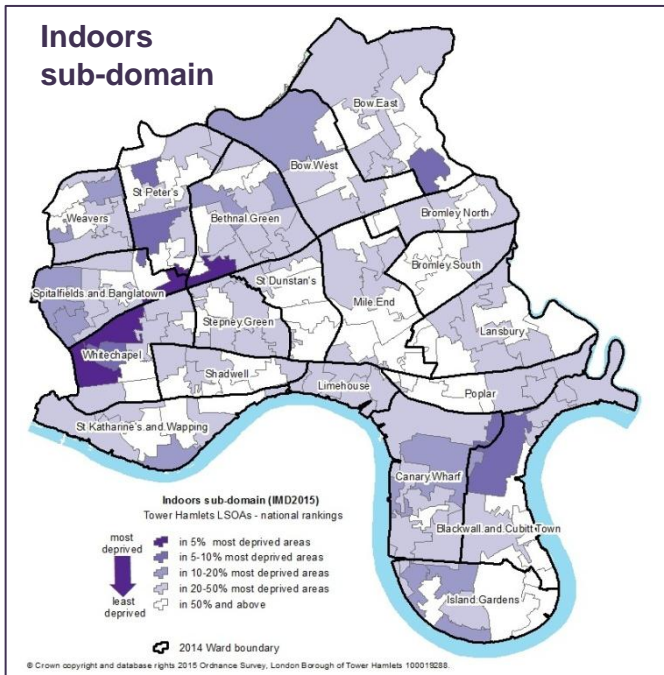 Indoors
sub-domain
Bow East
Bow West
St Peter's
Weavers
Bethnal Green
Bromley North
Bromley South
St Dunstan's
Spitalfields and Banglatown
Mile End
Stepney Green
Lansbury
Whitechapel
Shadwell
Limehouse
Poplar
St Katharine's and Wapping
Canary Wharf
Blackwall and Cubitt Town
Island Gardens
Indoors sub-domain (IMD2015)
Tower Hamlets LSOAs - national rankings
most
deprived
least
deprived
in 5% most deprived areas
in 5-10% most deprived areas
in 10-20% most deprived areas
in 20-50% most deprived areas
in 50% and above
2014 Ward boundary
© Crown copyright and database rights 2015 Ordnance Survey, London Borough of Tower Hamlets 100019288.